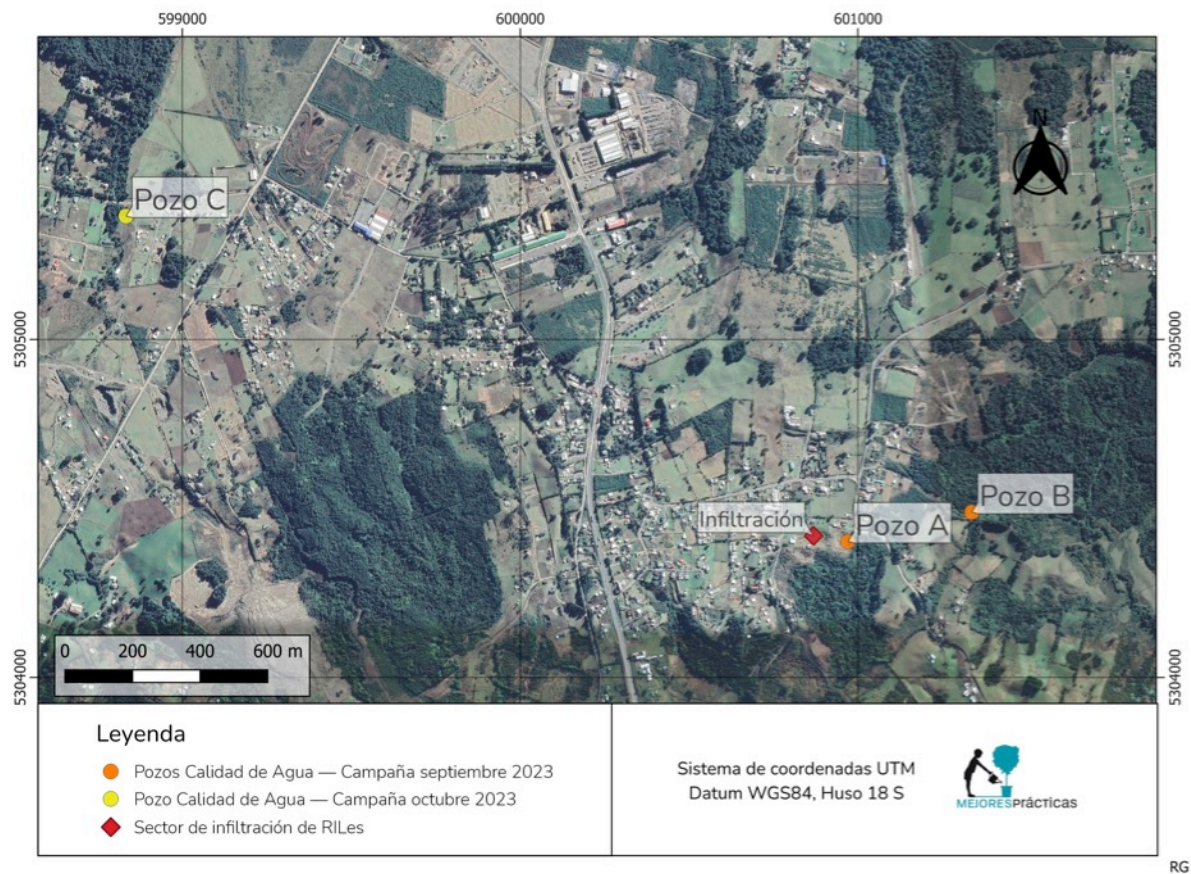 599000
600000
601000
N
Pozo C
5305000
5305000
Pozo B
Infiltración
Pozo A
0 200 400 600 m
5304000
5304000
Leyenda
Pozos Calidad de Agua — Campaña septiembre 2023
Pozo Calidad de Agua — Campaña octubre 2023
Sector de infiltración de RILes
Sistema de coordenadas UTM
Datum WGS84, Huso 18 S
MEJORESPRÁCTICAS
RG